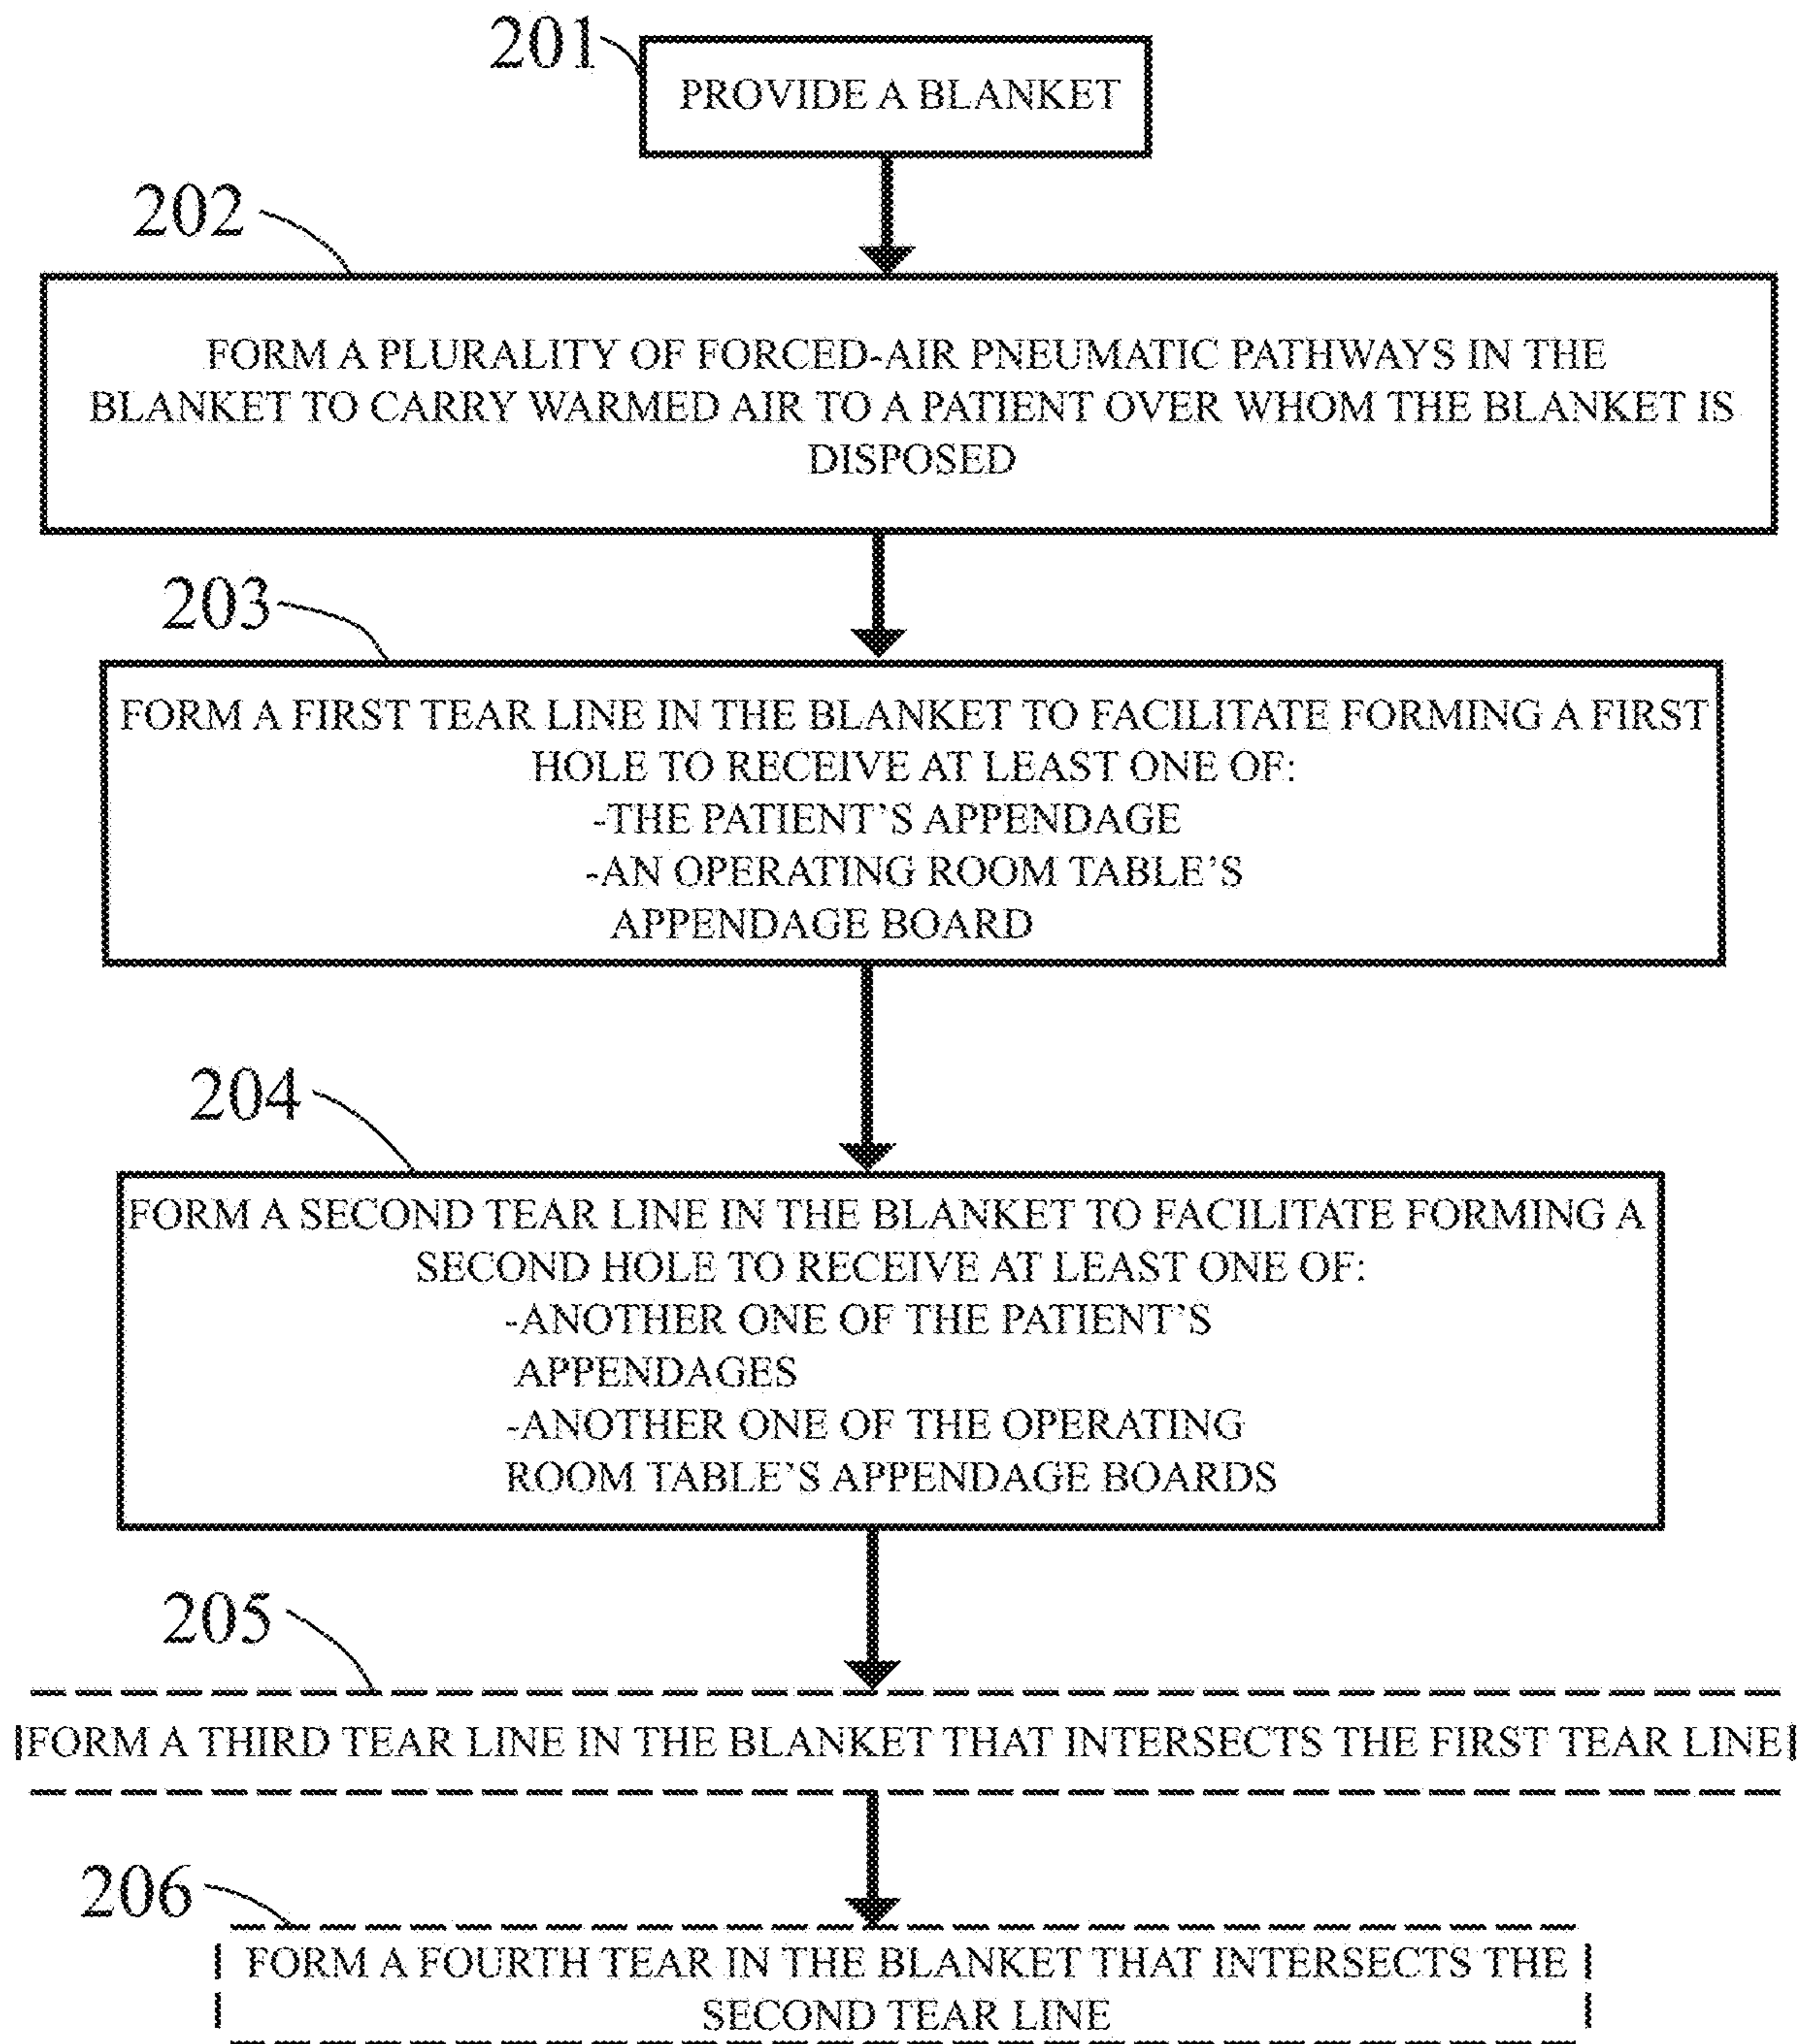 201
PROVIDE A BLANKET
202
FORM A PLURALITY OF FORCED-AIR PNEUMATIC PATHWAYS IN THE
BLANKET TO CARRY WARMED AIR TO A PATIENT OVER WHOM THE BLANKET IS
DISPOSED
203
FORM A FIRST TEAR LINE IN THE BLANKET TO FACILITATE FORMING A FIRST
HOLE TO RECEIVE AT LEAST ONE OF:
-THE PATIENT'S APPENDAGE
-AN OPERATING ROOM TABLE'S
APPENDAGE BOARD
204
FORM A SECOND TEAR LINE IN THE BLANKET TO FACILITATE FORMING A
SECOND HOLE TO RECEIVE AT LEAST ONE OF:
-ANOTHER ONE OF THE PATIENT'S
APPENDAGES
-ANOTHER ONE OF THE OPERATING
ROOM TABLE'S APPENDAGE BOARDS
205
FORM A THIRD TEAR LINE IN THE BLANKET THAT INTERSECTS THE FIRST TEAR LINE
206
FORM A FOURTH TEAR IN THE BLANKET THAT INTERSECTS THE
SECOND TEAR LINE